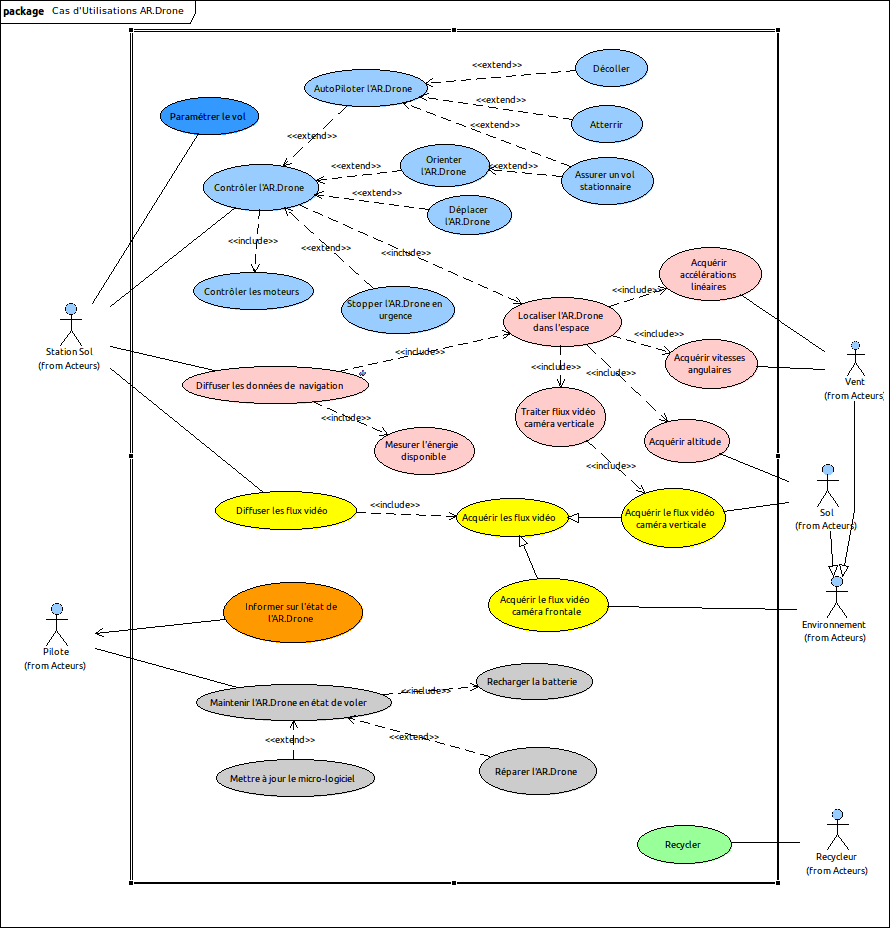 package Cas d'Utilisations AR.Drone
<<extend>>
Décoller
AutoPiloter l'AR.Drone
<<extend>>
Paramétrer le vol
<<extend>>
Atterrir
<<extend>>
Orienter
l'AR.Drone
<<extend>>
<<extend>>
Assurer un vol
stationnaire
Contrôler l'AR.Drone
<<extend>>
Déplacer
l'AR.Drone
<<include>>
<<extend>>
<<include>>
Acquérir
accélérations
linéaires
Contrôler les moteurs
<<include>>
Stopper l'AR.Drone en
urgence
Localiser l'AR.Drone
dans l'espace
<<include>>
Station Sol
(from Acteurs)
<<include>>
Acquérir vitesses
angulaires
<<include>>
<<include>>
Vent
(from Acteurs)
Diffuser les données de navigation
<<include>>
Traiter fliux vidéo
caméra verticale
Mesurer l'énergie
disponible
Acquérir altitude
<<include>>
Diffuser les flux vidéo
<<include>>
Acquérir les flux vidéo
Acquérir le flux vidéo
caméra verticale
Sol
(from Acteurs)
Informer sur l'état de
l'AR.Drone
Acquérir le flux vidéo
caméra frontale
Environnement
(from Acteurs)
Pilote
(from Acteurs)
Maintenir l'AR.Drone en état de voler
<<include>>
Recharger la batterie
<<extend>>
<<extend>>
Mettre à jour le micro-logiciel
Réparer l'AR.Drone
Recycler
Recycleur
(from Acteurs)